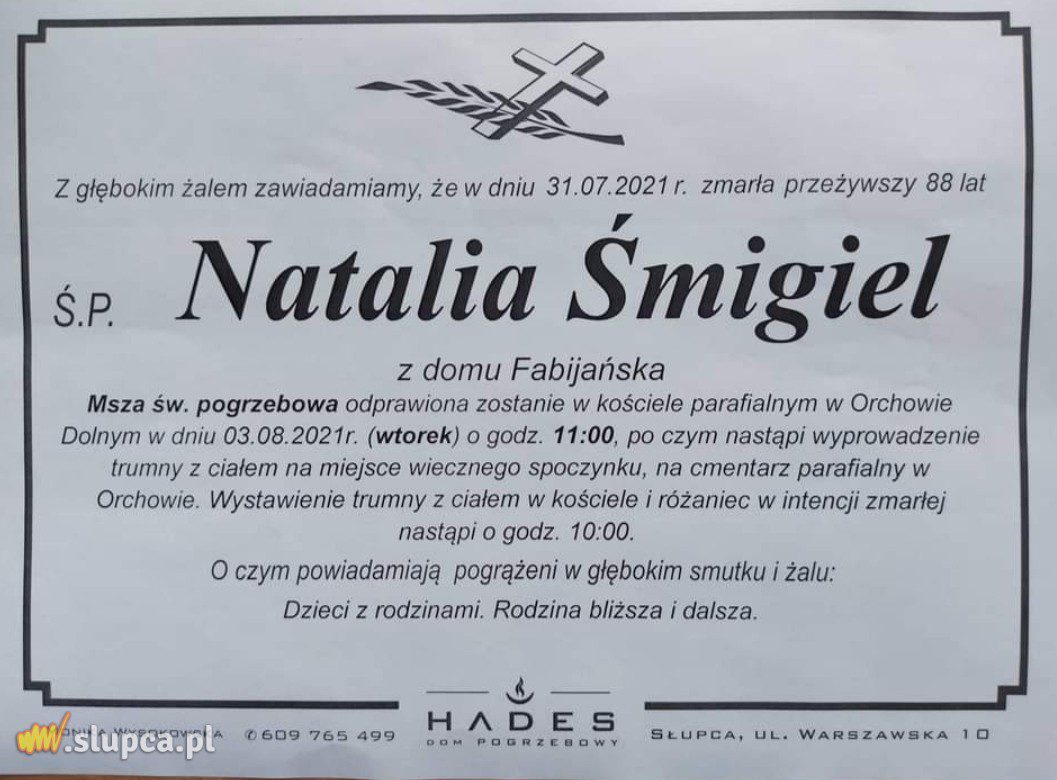 Z głębokim żalem zawiadamiamy, że w dniu 31.07.2021 r. zmarła przeżywszy 88 lat
Ś.P. Natalia Śmigiel
z domu Fabijańska
Msza św. pogrzebowa odprawiona zostanie w kościele parafialnym w Orchowie
Dolnym w dniu 03.08.2021r. (wtorek) o godz. 11:00, po czym nastąpi wyprowadzenie
trumny z ciałem na miejsce wiecznego spoczynku, na cmentarz parafialny w
Orchowie. Wystawienie trumny z ciałem w kościele i różaniec w intencji zmarłej
nastąpi o godz. 10:00.
O czym powiadamiają pogrążeni w głębokim smutku i żalu:
Dzieci z rodzinami. Rodzina bliższa i dalsza.
HADES
DOM POGRZEBOWY
609 765 499
SŁUPCA, UL. WARSZAWSKA 10
www.slupca.pl